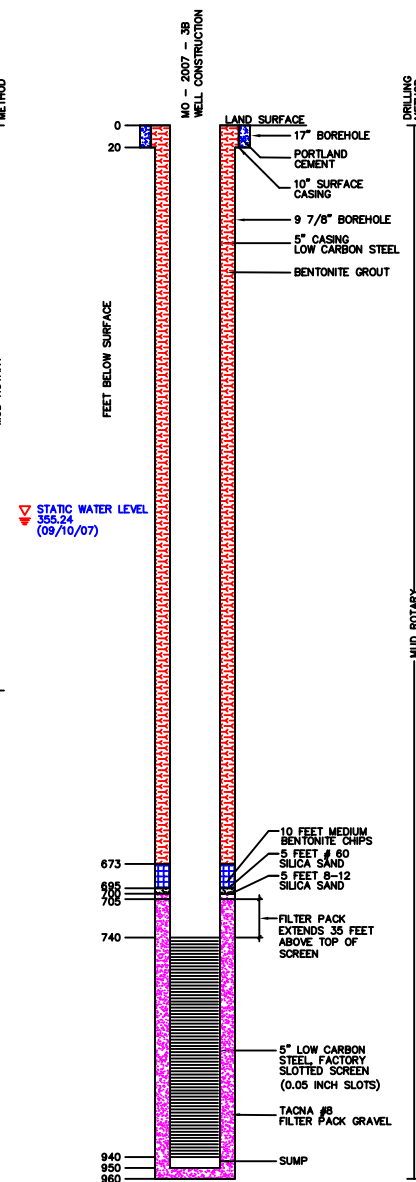 METHOD
MO - 2007 - 3B
WELL CONSTRUCTION
DRILLING
0
LAND SURFACE
17" BOREHOLE
20
PORTLAND
CEMENT
10" SURFACE
CASING
9 7/8" BOREHOLE
5" CASING
LOW CARBON STEEL
BENTONITE GROUT
FEET BELOW SURFACE
STATIC WATER LEVEL
355.24
(09/10/07)
MUD ROTARY
10 FEET MEDIUM
BENTONITE CHIPS
5 FEET # 60
SILICA SAND
5 FEET 8-12
SILICA SAND
673
695
700
705
FILTER PACK
EXTENDS 35 FEET
ABOVE TOP OF
SCREEN
740
5" LOW CARBON
STEEL, FACTORY
SLOTTED SCREEN
(0.05 INCH SLOTS)
TACNA #8
FILTER PACK GRAVEL
940
SUMP
950
960